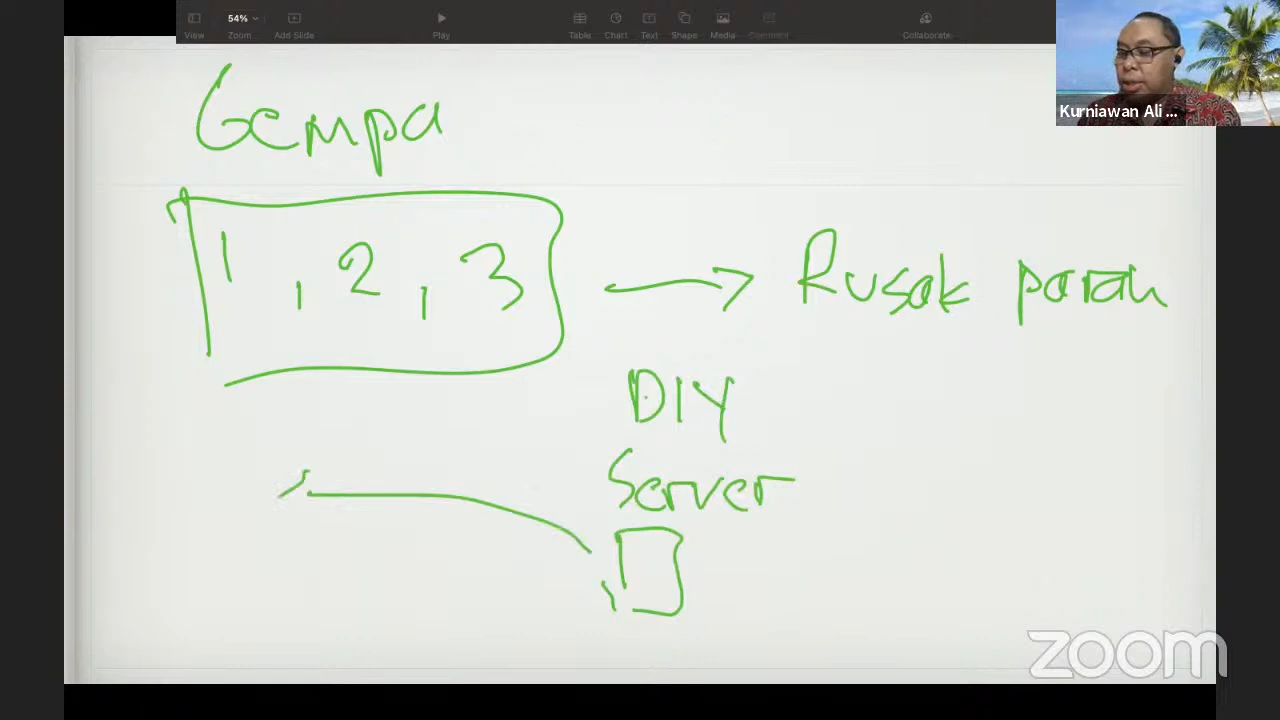 54%
View Zoom Add Slide Play Table Chart Text Shape Media Comment Collaborate
Kurniawan Ali ...
Gempa
1, 2, 3 Rusak parah
DIY
Server
zoom